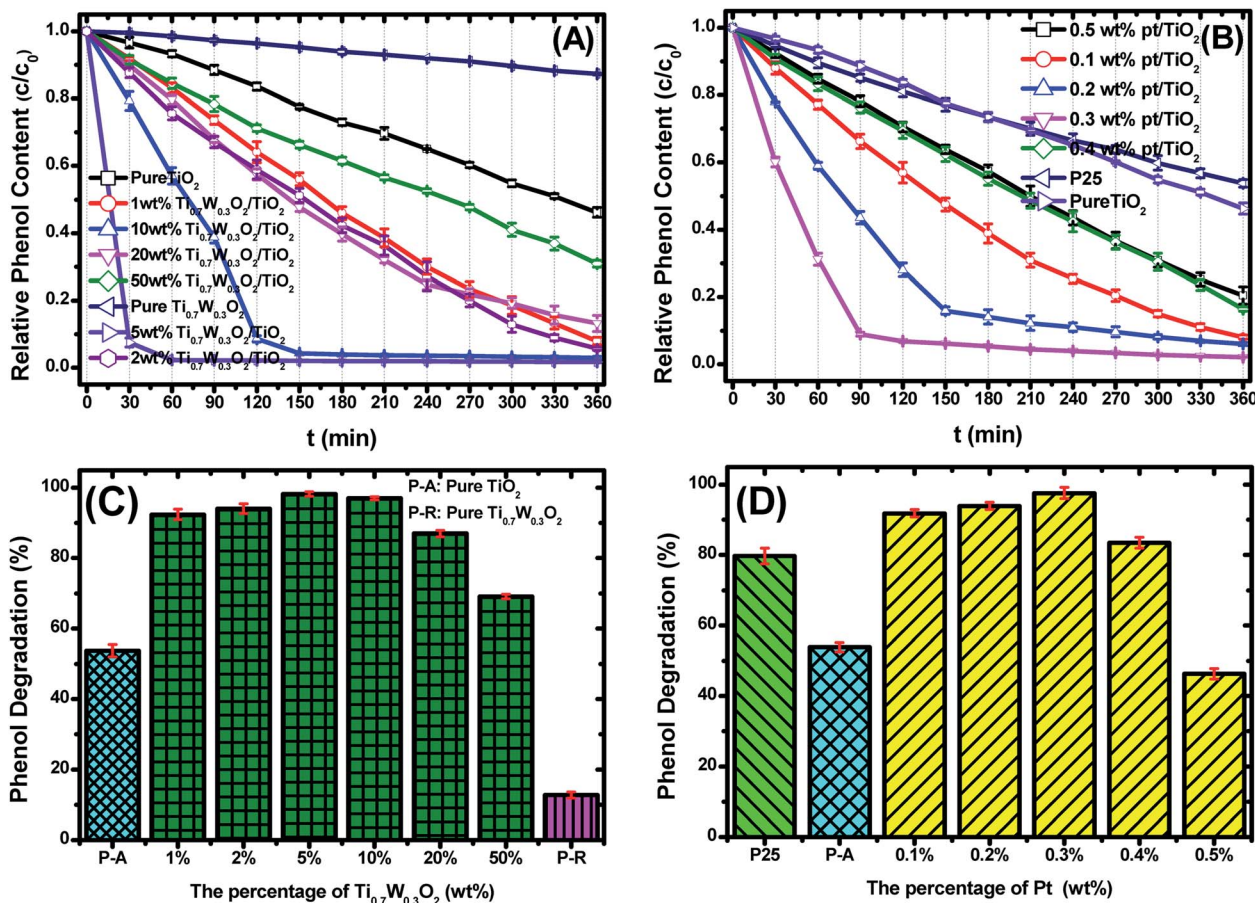 (A)
Relative Phenol Content (c/c₀)
1.0
0.8
0.6
0.4
0.2
0.0
PureTiO₂
1wt% Ti₀.₇W₀.₃O₂/TiO₂
10wt% Ti₀.₇W₀.₃O₂/TiO₂
20wt% Ti₀.₇W₀.₃O₂/TiO₂
50wt% Ti₀.₇W₀.₃O₂/TiO₂
Pure Ti₀.₇W₀.₃O₂
5wt% Ti₀.₇W₀.₃O₂/TiO₂
2wt% Ti₀.₇W₀.₃O₂/TiO₂
0 30 60 90 120 150 180 210 240 270 300 330 360
t (min)
(B)
Relative Phenol Content (c/c₀)
1.0
0.8
0.6
0.4
0.2
0.0
0.5 wt% pt/TiO₂
0.1 wt% pt/TiO₂
0.2 wt% pt/TiO₂
0.3 wt% pt/TiO₂
0.4 wt% pt/TiO₂
P25
PureTiO₂
0 30 60 90 120 150 180 210 240 270 300 330 360
t (min)
(C)
P-A: Pure TiO₂
P-R: Pure Ti₀.₇W₀.₃O₂
Phenol Degradation (%)
100
80
60
40
20
0
P-A 1% 2% 5% 10% 20% 50% P-R
The percentage of Ti₀.₇W₀.₃O₂ (wt%)
(D)
Phenol Degradation (%)
100
80
60
40
20
0
P25 P-A 0.1% 0.2% 0.3% 0.4% 0.5%
The percentage of Pt (wt%)